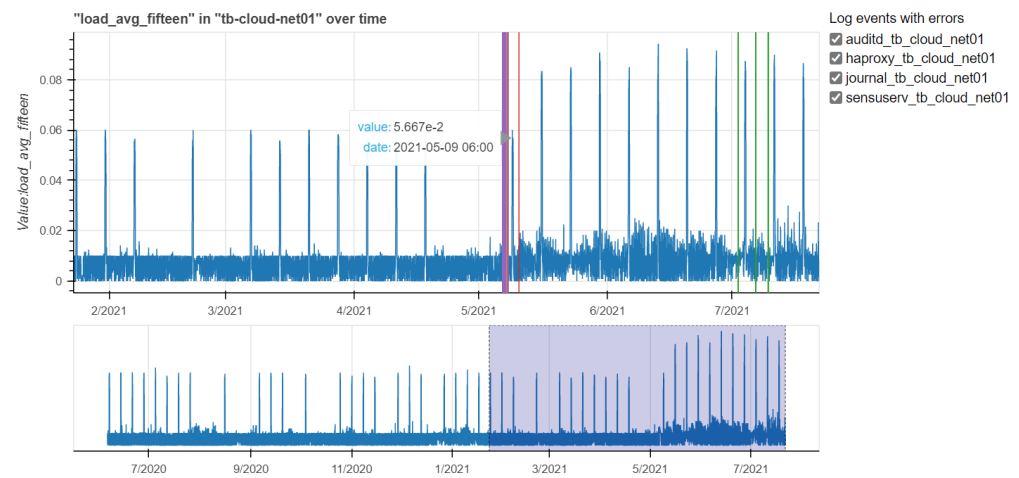 "load_avg_fifteen" in "tb-cloud-net01" over time
Log events with errors
auditd_tb_cloud_net01
haproxy_tb_cloud_net01
journal_tb_cloud_net01
sensuserv_tb_cloud_net01
Value:load_avg_fifteen
0.08
0.06
0.04
0.02
0
value: 5.667e-2
date: 2021-05-09 06:00
2/2021 3/2021 4/2021 5/2021 6/2021 7/2021
7/2020 9/2020 11/2020 1/2021 3/2021 5/2021 7/2021